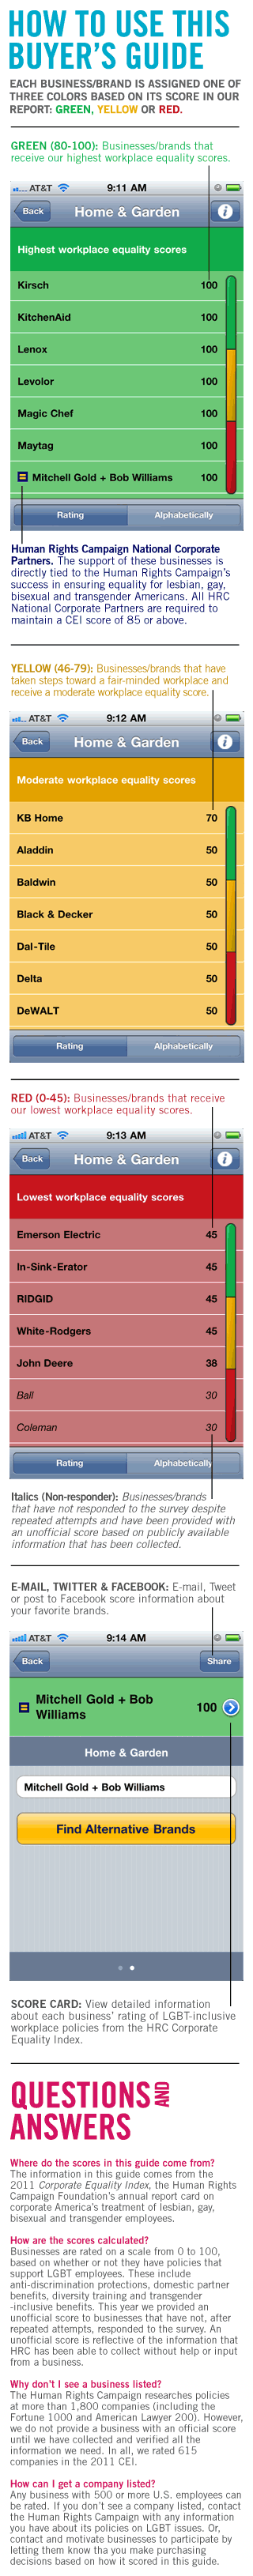 HOW TO USE THIS
BUYER'S GUIDE
EACH BUSINESS/BRAND IS ASSIGNED ONE OF
THREE COLORS BASED ON ITS SCORE IN OUR
REPORT: GREEN, YELLOW OR RED.
GREEN (80-100): Businesses/brands that
receive our highest workplace equality scores.
AT&T 9:11 AM
Back Home & Garden i
Highest workplace equality scores
Kirsch 100
KitchenAid 100
Lenox 100
Levolor 100
Magic Chef 100
Maytag 100
Mitchell Gold + Bob Williams 100
Rating Alphabetically
Human Rights Campaign National Corporate
Partners. The support of these businesses is
directly tied to the Human Rights Campaign's
success in ensuring equality for lesbian, gay,
bisexual and transgender Americans. All HRC
National Corporate Partners are required to
maintain a CEI score of 85 or above.
YELLOW (46-79): Businesses/brands that have
taken steps toward a fair-minded workplace and
receive a moderate workplace equality score.
AT&T 9:12 AM
Back Home & Garden i
Moderate workplace equality scores
KB Home 70
Aladdin 50
Baldwin 50
Black & Decker 50
Dal-Tile 50
Delta 50
DeWALT 50
Rating Alphabetically
RED (0-45): Businesses/brands that receive
our lowest workplace equality scores.
AT&T 9:13 AM
Back Home & Garden i
Lowest workplace equality scores
Emerson Electric 45
In-Sink-Erator 45
RIDGID 45
White-Rodgers 45
John Deere 38
Ball 30
Coleman 30
Rating Alphabetically
Italics (Non-responder): Businesses/brands
that have not responded to the survey despite
repeated attempts and have been provided with
an unofficial score based on publicly available
information that has been collected.
E-MAIL, TWITTER & FACEBOOK: E-mail, Tweet
or post to Facebook score information about
your favorite brands.
AT&T 9:14 AM
Back Share
Mitchell Gold + Bob
Williams 100
Home & Garden
Mitchell Gold + Bob Williams
Find Alternative Brands
SCORE CARD: View detailed information
about each business' rating of LGBT-inclusive
workplace policies from the HRC Corporate
Equality Index.
QUESTIONS AND
ANSWERS
Where do the scores in this guide come from?
The information in this guide comes from the
2011 Corporate Equality Index, the Human Rights
Campaign Foundation's annual report card on
corporate America's treatment of lesbian, gay,
bisexual and transgender employees.
How are the scores calculated?
Businesses are rated on a scale from 0 to 100,
based on whether or not they have policies that
support LGBT employees. These include
anti-discrimination protections, domestic partner
benefits, diversity training and transgender
-inclusive benefits. This year we provided an
unofficial score to businesses that have not, after
repeated attempts, responded to the survey. An
unofficial score is reflective of the information that
HRC has been able to collect without help or input
from a business.
Why don't I see a business listed?
The Human Rights Campaign researches policies
at more than 1,800 companies (including the
Fortune 1000 and American Lawyer 200). However,
we do not provide a business with an official score
until we have collected and verified all the
information we need. In all, we rated 615
companies in the 2011 CEI.
How can I get a company listed?
Any business with 500 or more U.S. employees can
be rated. If you don't see a company listed, contact
the Human Rights Campaign with any information
you have about its policies on LGBT issues. Or,
contact and motivate businesses to participate by
letting them know tha you make purchasing
decisions based on how it scored in this guide.